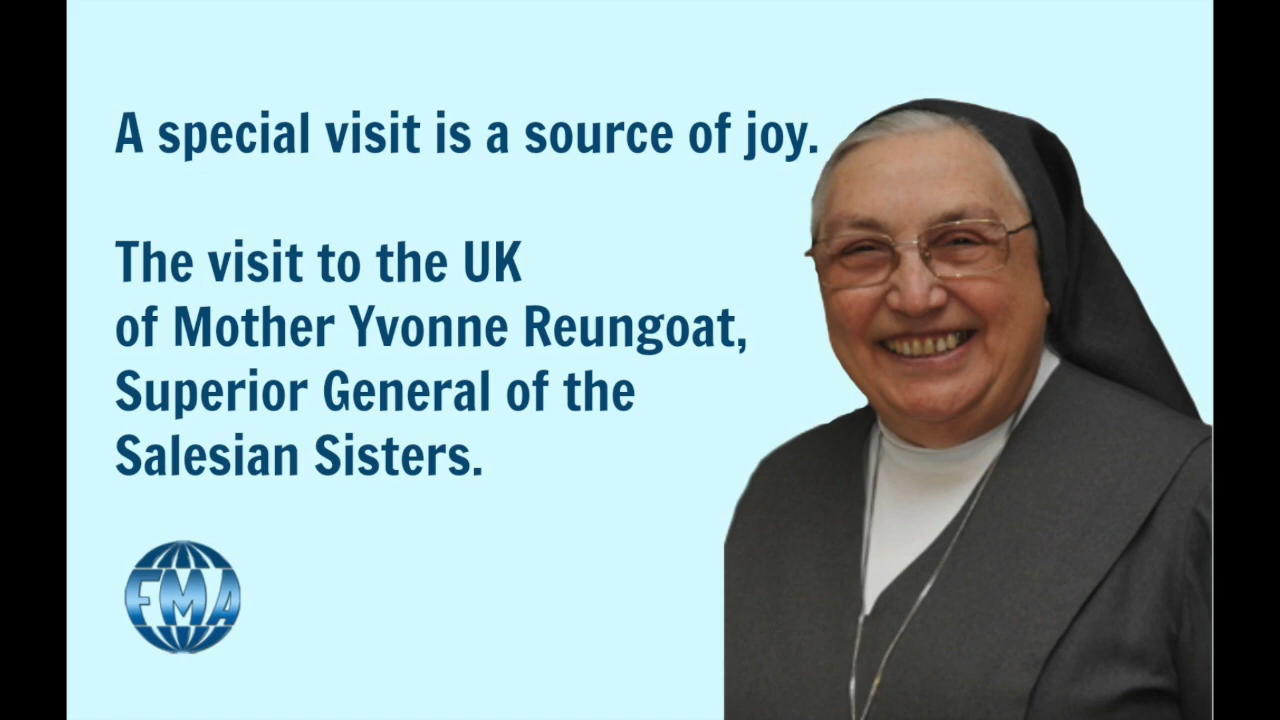 A special visit is a source of joy.
The visit to the UK
of Mother Yvonne Reungoat,
Superior General of the
Salesian Sisters.
FMA